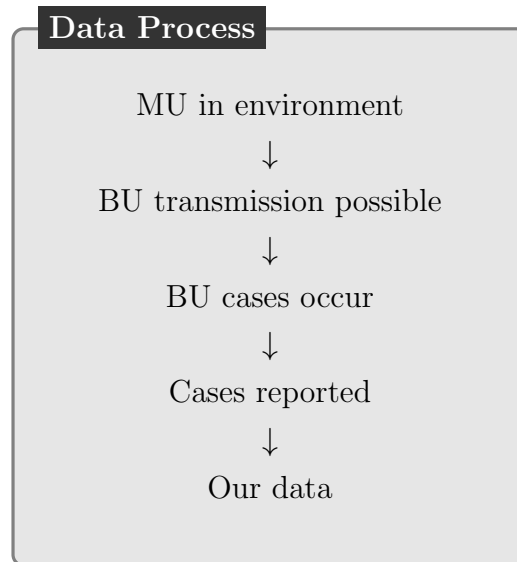 Data Process
MU in environment
↓
BU transmission possible
↓
BU cases occur
↓
Cases reported
↓
Our data